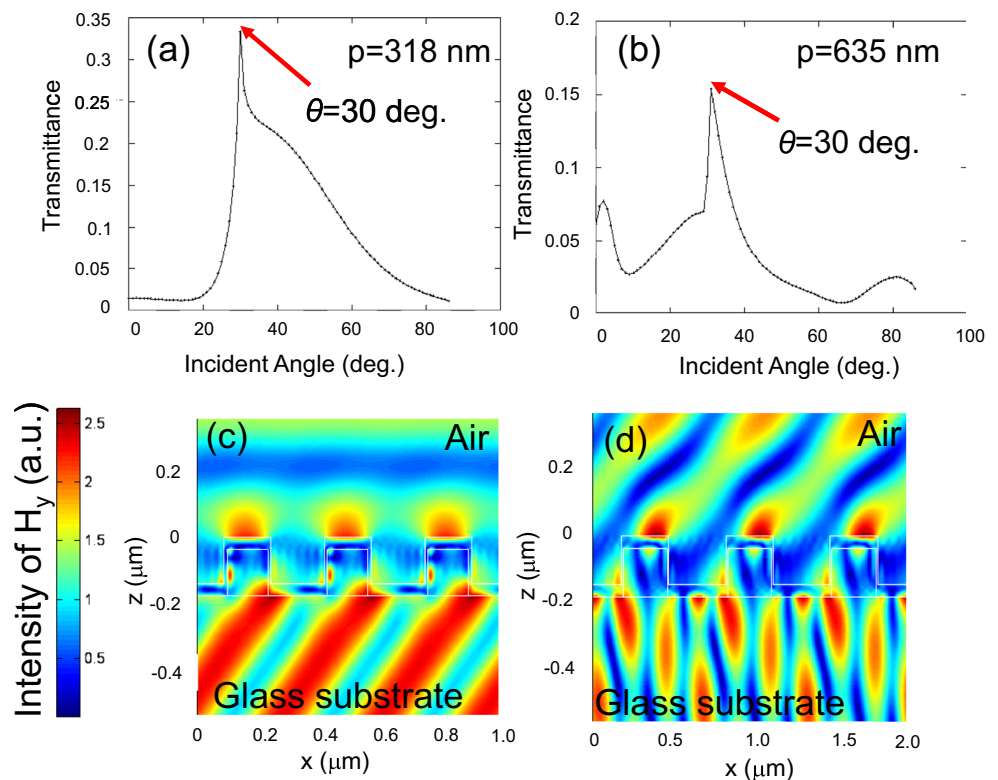 (a)
p=318 nm
θ=30 deg.
Transmittance
0.35
0.3
0.25
0.2
0.15
0.1
0.05
0
0 20 40 60 80 100
Incident Angle (deg.)
(b)
p=635 nm
θ=30 deg.
Transmittance
0.2
0.15
0.1
0.05
0
0 20 40 60 80 100
Incident Angle (deg.)
Intensity of Hy (a.u.)
2.5
2
1.5
1
0.5
(c)
Air
z (μm)
0.2
0
-0.2
-0.4
Glass substrate
0 0.2 0.4 0.6 0.8 1.0
x (μm)
(d)
Air
z (μm)
0.2
0
-0.2
-0.4
Glass substrate
0 0.5 1.0 1.5 2.0
x (μm)